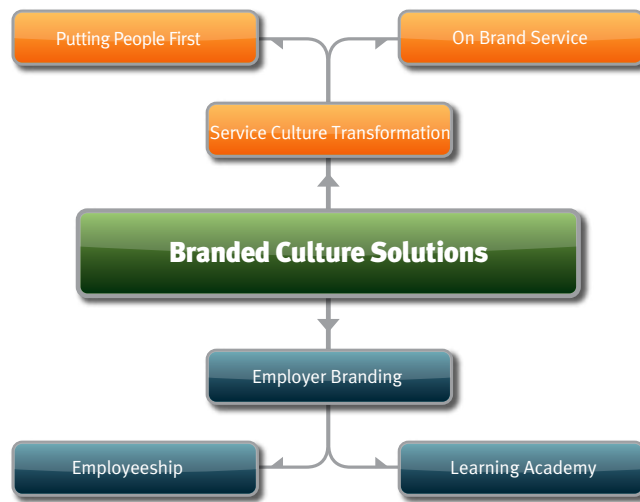 Putting People First
On Brand Service
Service Culture Transformation
Branded Culture Solutions
Employer Branding
Employeeship
Learning Academy